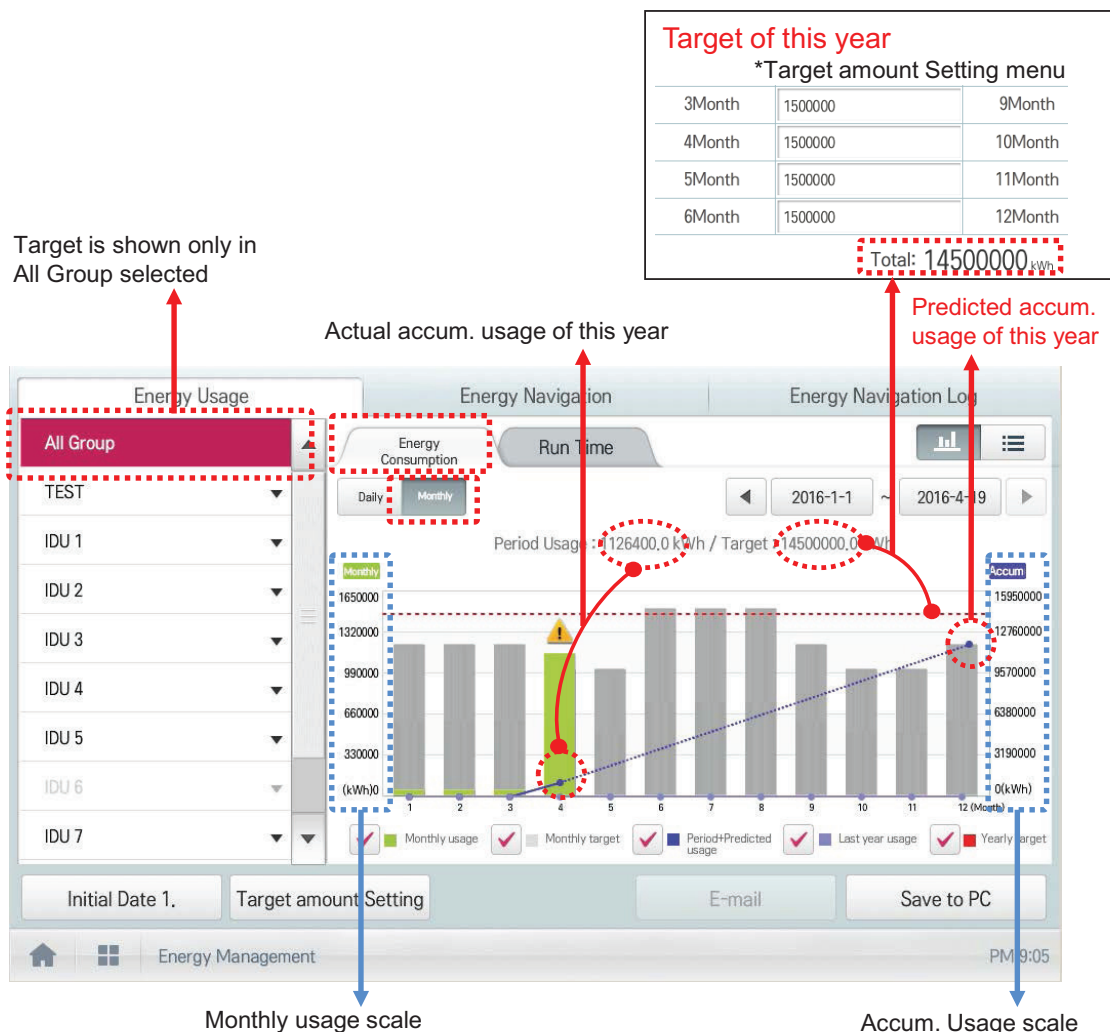 Target of this year
*Target amount Setting menu
3Month 1500000 9Month
4Month 1500000 10Month
5Month 1500000 11Month
6Month 1500000 12Month
Total: 14500000 kWh
Target is shown only in
All Group selected
Actual accum. usage of this year
Predicted accum.
usage of this year
Energy Usage
Energy Navigation
Energy Navigation Log
All Group
TEST
IDU 1
IDU 2
IDU 3
IDU 4
IDU 5
IDU 6
IDU 7
Energy
Consumption
Run Time
Daily
Monthly
2016-1-1 ~ 2016-4-19
Period Usage : 1126400.0 kWh / Target : 14500000.0 kWh
Monthly
1650000
1320000
990000
660000
330000
(kWh)0
Accum
15950000
12760000
9570000
6380000
3190000
0(kWh)
1 2 3 4 5 6 7 8 9 10 11 12 (Month)
Monthly usage
Monthly target
Period+Predicted
usage
Last year usage
Yearly target
Initial Date 1.
Target amount Setting
E-mail
Save to PC
Energy Management
PM 9:05
Monthly usage scale
Accum. Usage scale